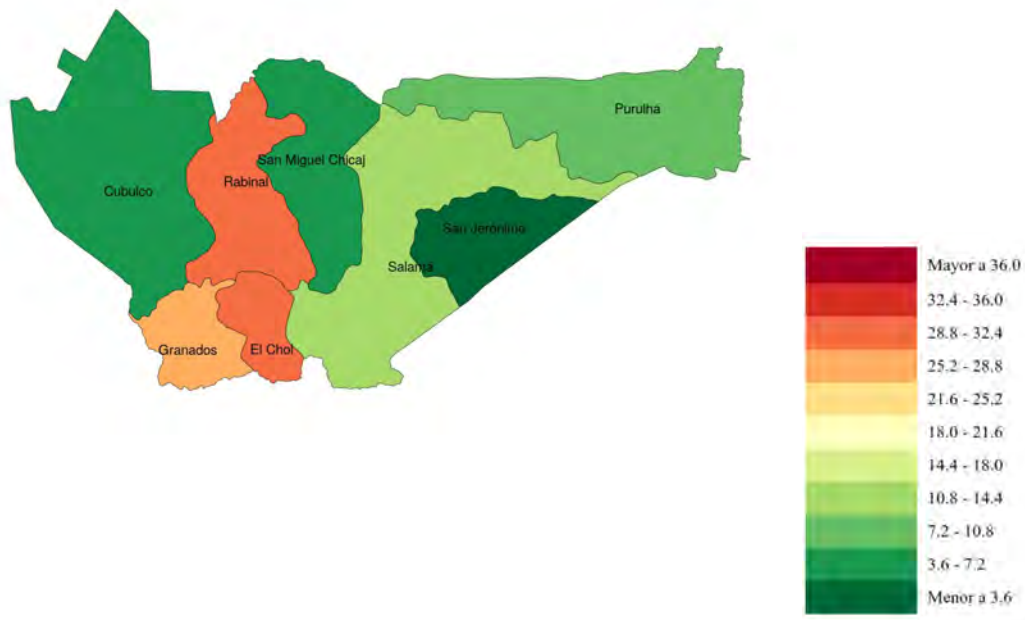 Purulha
San Miguel Chicaj
Rabinal
Cubulco
San Jerónimo
Salama
Granados
El Chol
Mayor a 36.0
32.4 - 36.0
28.8 - 32.4
25.2 - 28.8
21.6 - 25.2
18.0 - 21.6
14.4 - 18.0
10.8 - 14.4
7.2 - 10.8
3.6 - 7.2
Menor a 3.6